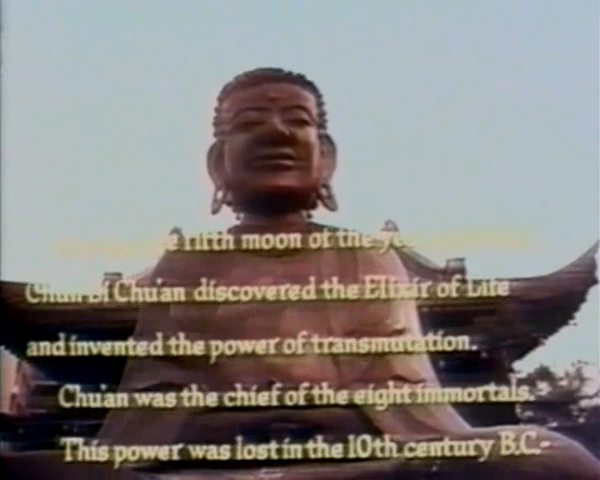 fifth moon of the
Chun Li Chu'an discovered the Elixir of Life
and invented the power of transmutation.
Chu'an was the chief of the eight immortals.
This power was lost in the 10th century B.C.-